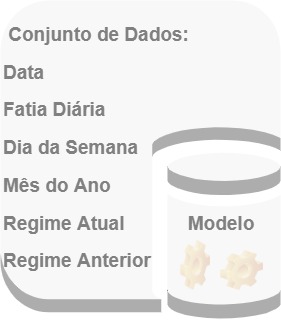 Conjunto de Dados:
Data
Fatia Diária
Dia da Semana
Mês do Ano
Regime Atual
Modelo
Regime Anterior